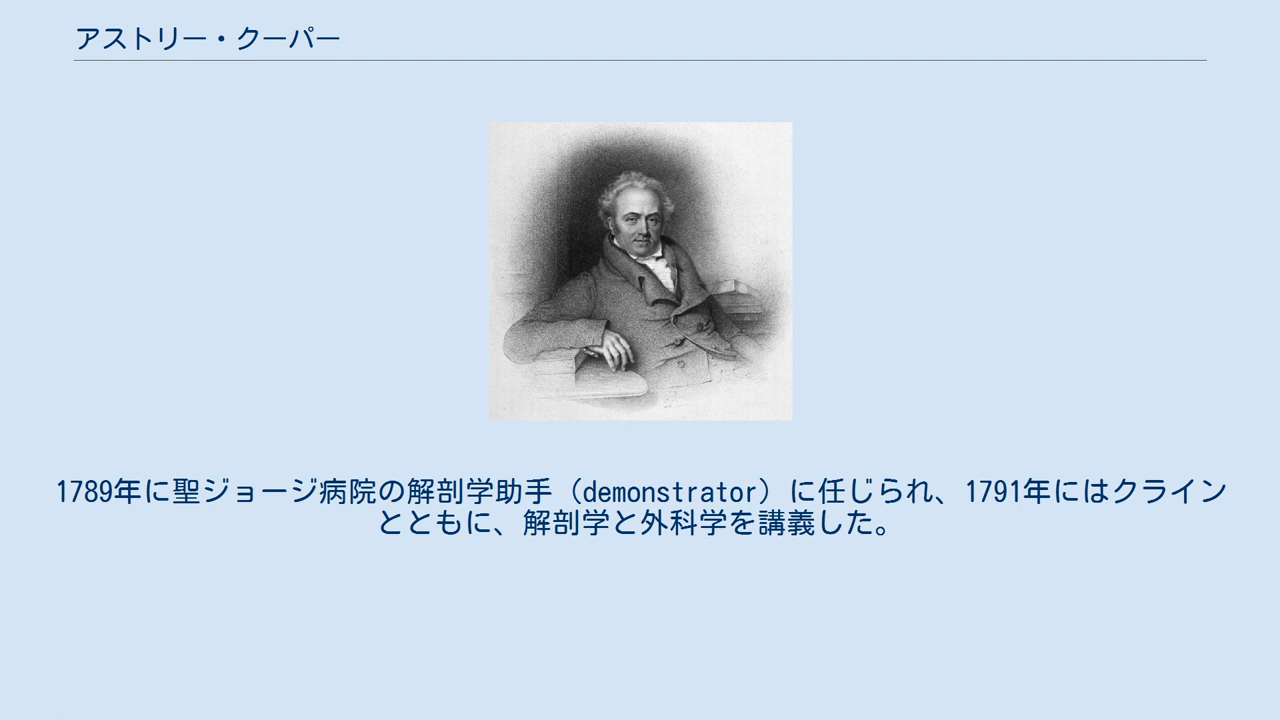 アストリー・クーパー
1789年に聖ジョージ病院の解剖学助手（demonstrator）に任じられ、1791年にはクライン
とともに、解剖学と外科学を講義した。